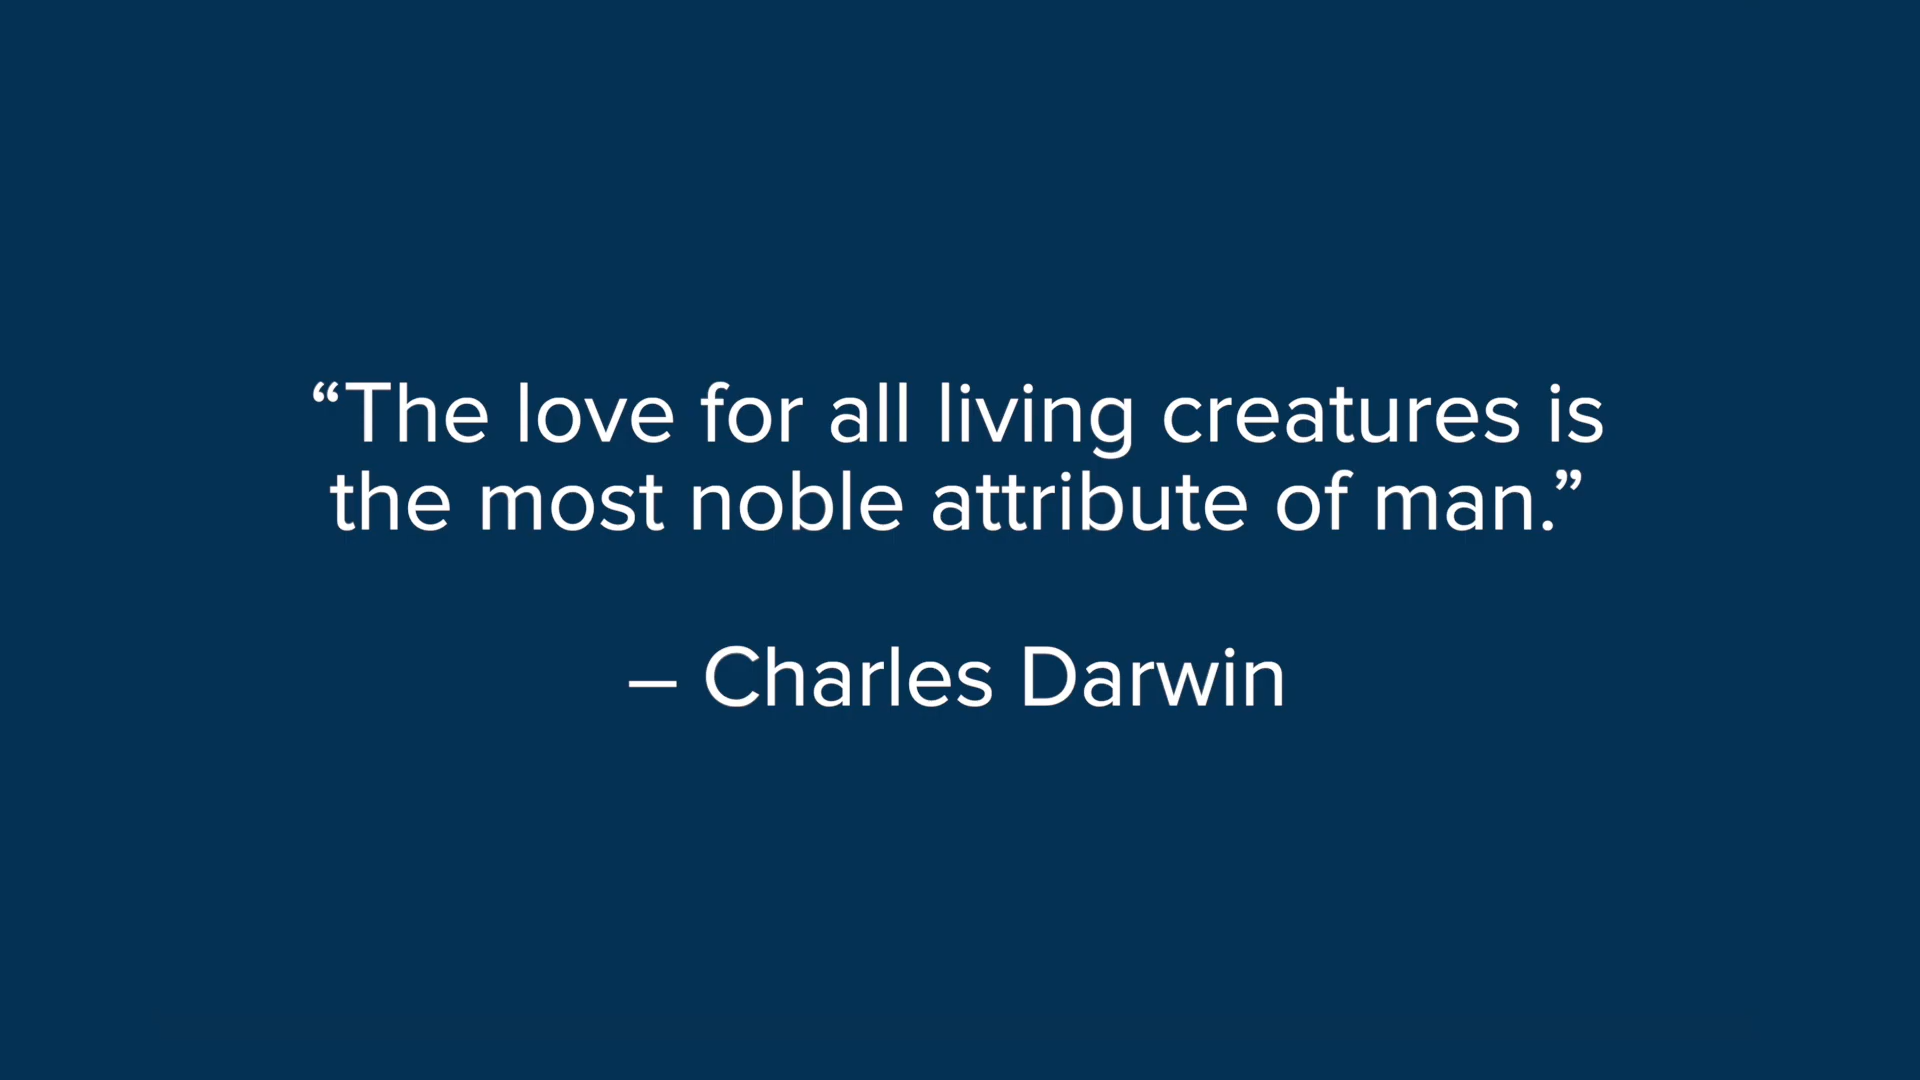 “The love for all living creatures is
the most noble attribute of man.”
– Charles Darwin